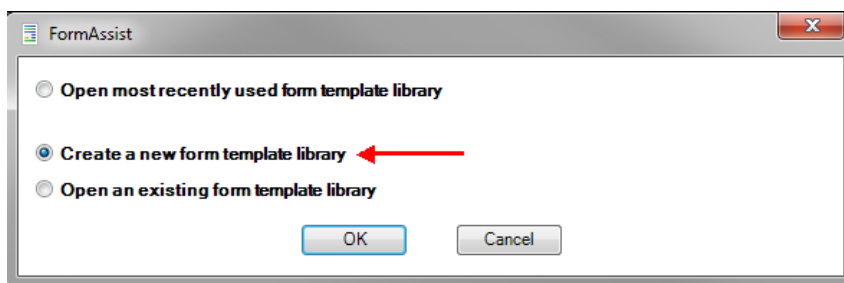 FormAssist
Open most recently used form template library
Create a new form template library
Open an existing form template library
OK Cancel